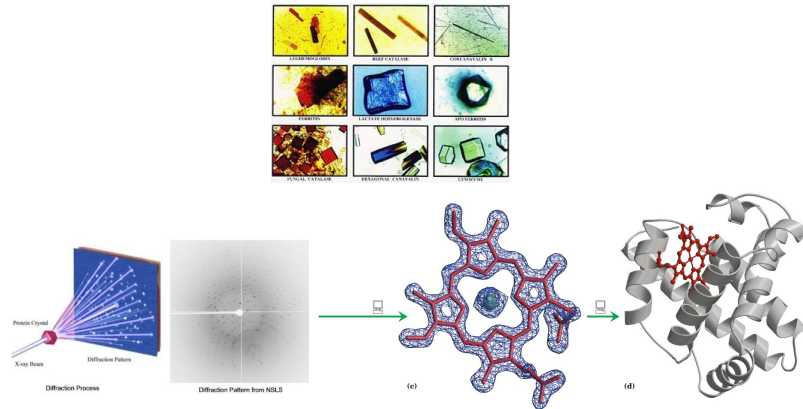 LEGHEMOGLOBIN
BEEF CATALASE
CONCANAVALIN B
FERRITIN
LACTATE DEHYDROGENASE
APO FERRITIN
FUNGAL CATALASE
HEXAGONAL CANAVALIN
LYSOZYME
Protein Crystal
X-ray Beam
Diffraction Pattern
Diffraction Process
Diffraction Pattern from NSLS
(c)
(d)